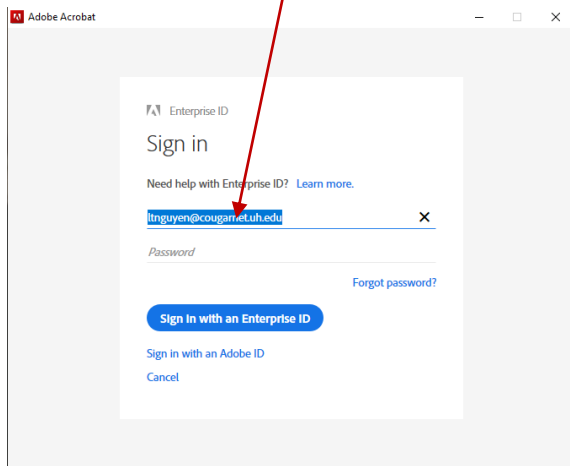 Adobe Acrobat
Enterprise ID
Sign in
Need help with Enterprise ID? Learn more.
ltnguyen@cougarnet.uh.edu
Password
Forgot password?
Sign in with an Enterprise ID
Sign in with an Adobe ID
Cancel